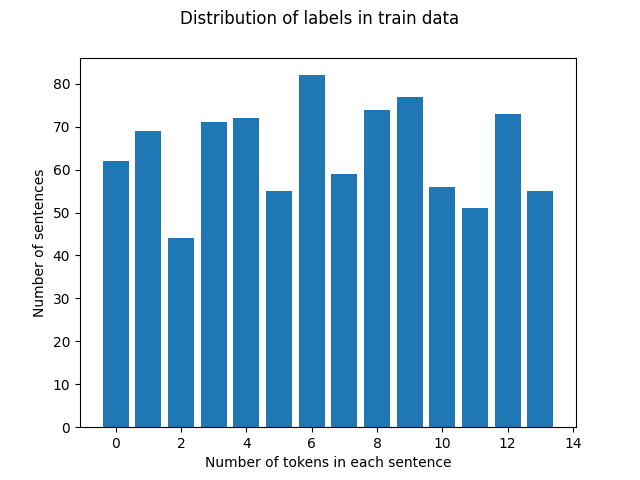 Distribution of labels in train data
80
70
60
50
40
30
20
10
0
Number of sentences
0 2 4 6 8 10 12 14
Number of tokens in each sentence